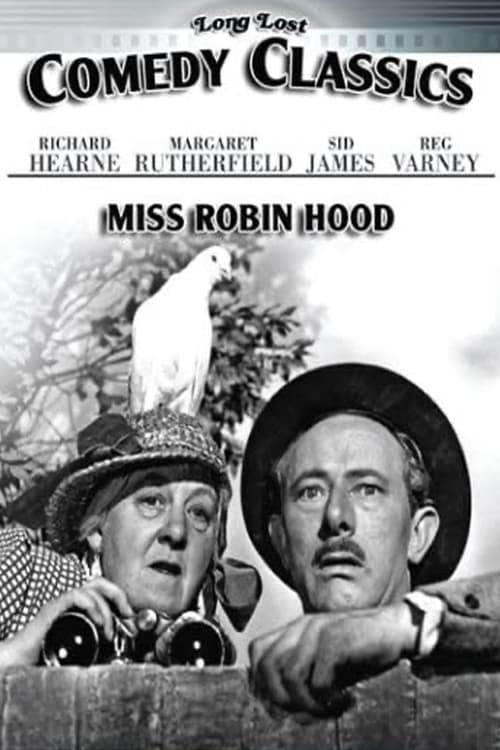 Long Lost
COMEDY CLASSICS
RICHARD HEARNE MARGARET RUTHERFIELD SID JAMES REG VARNEY
MISS ROBIN HOOD